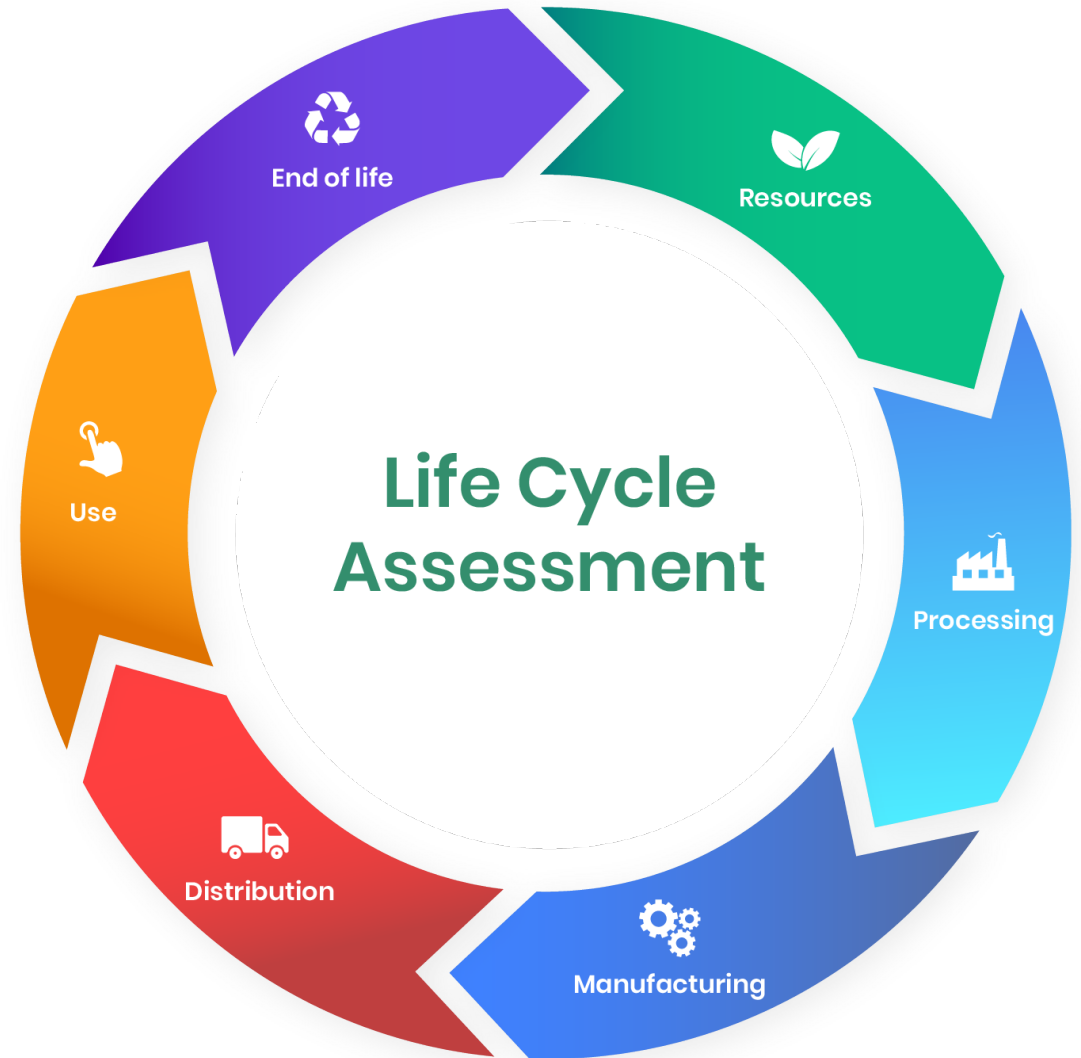 Life Cycle
Assessment
Resources
Processing
Manufacturing
Distribution
Use
End of life